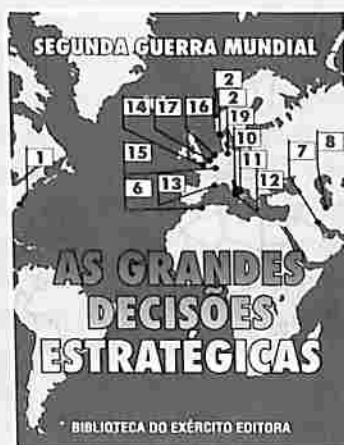 SEGUNDA GUERRA MUNDIAL
2
14 17 16 2
19
1 15 10 7 8
11
6 13 12
AS GRANDES
DECISÕES
ESTRATÉGICAS
BIBLIOTECA DO EXÉRCITO EDITORA